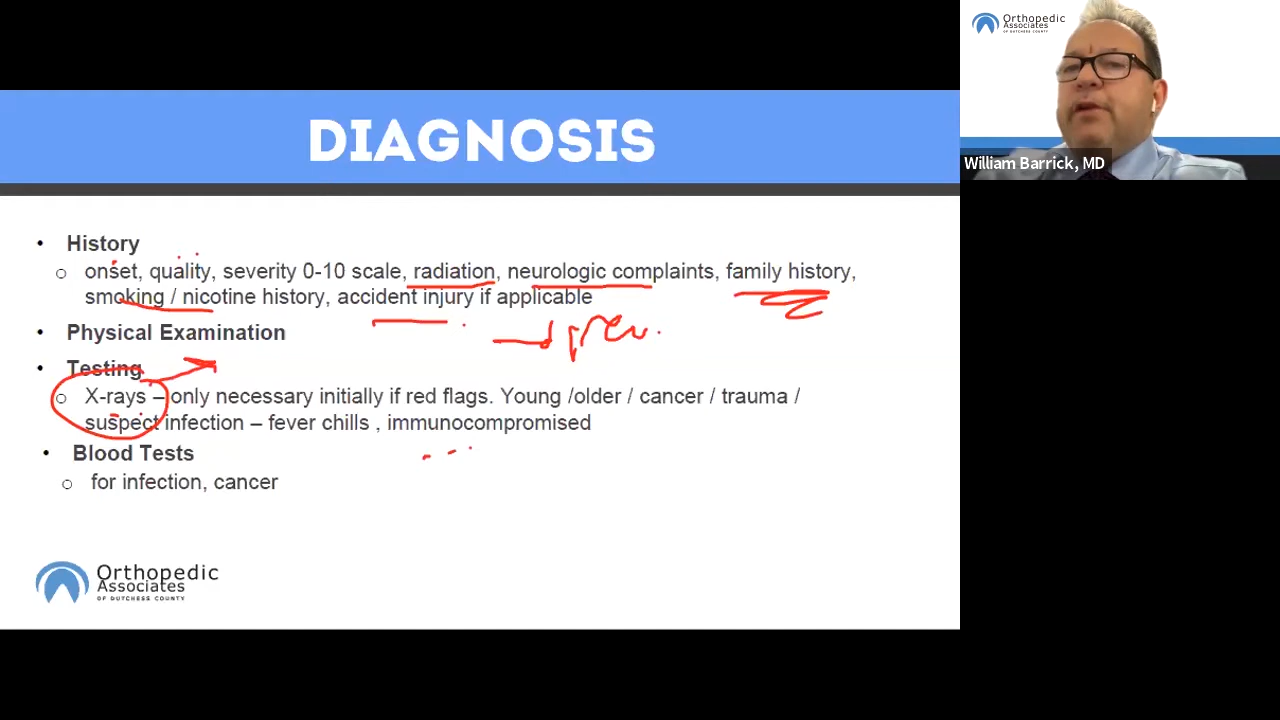 DIAGNOSIS
• History
○ onset, quality, severity 0-10 scale, radiation, neurologic complaints, family history,
smoking / nicotine history, accident injury if applicable
• Physical Examination
• Testing
○ X-rays – only necessary initially if red flags. Young /older / cancer / trauma /
suspect infection – fever chills , immunocompromised
• Blood Tests
○ for infection, cancer
Orthopedic
Associates
OF DUTCHESS COUNTY
Orthopedic
Associates
OF DUTCHESS COUNTY
William Barrick, MD